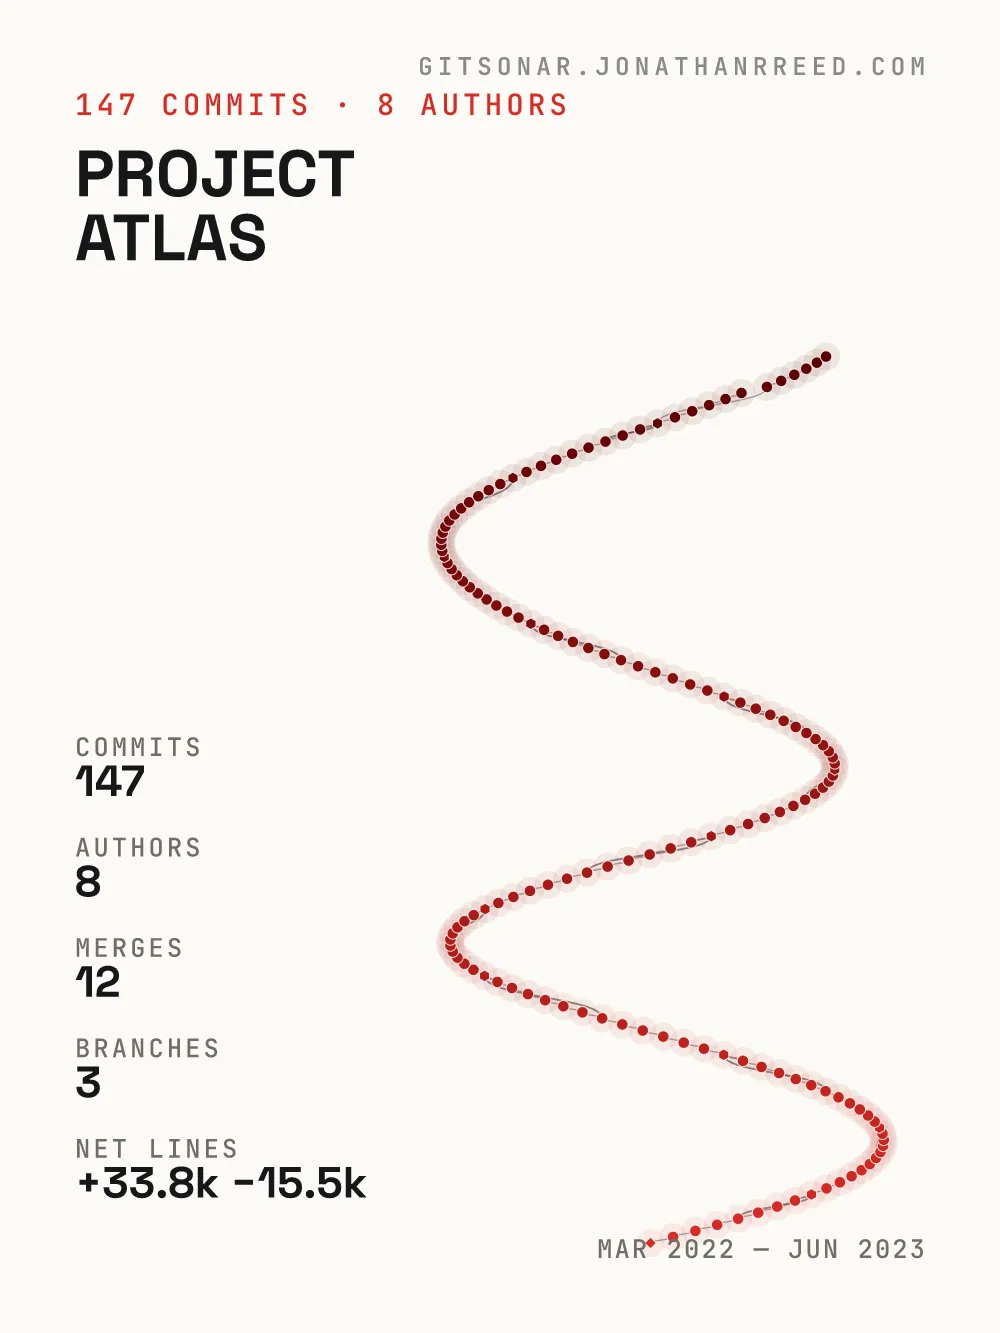 GITSONAR.JONATHANRREED.COM
147 COMMITS · 8 AUTHORS
PROJECT
ATLAS
COMMITS
147
AUTHORS
8
MERGES
12
BRANCHES
3
NET LINES
+33.8k −15.5k
MAR 2022 — JUN 2023